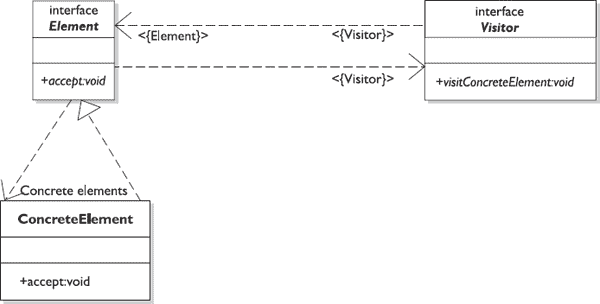 interface
Element
+accept:void
<{Element}>
<{Visitor}>
<{Visitor}>
interface
Visitor
+visitConcreteElement:void
Concrete elements
ConcreteElement
+accept:void